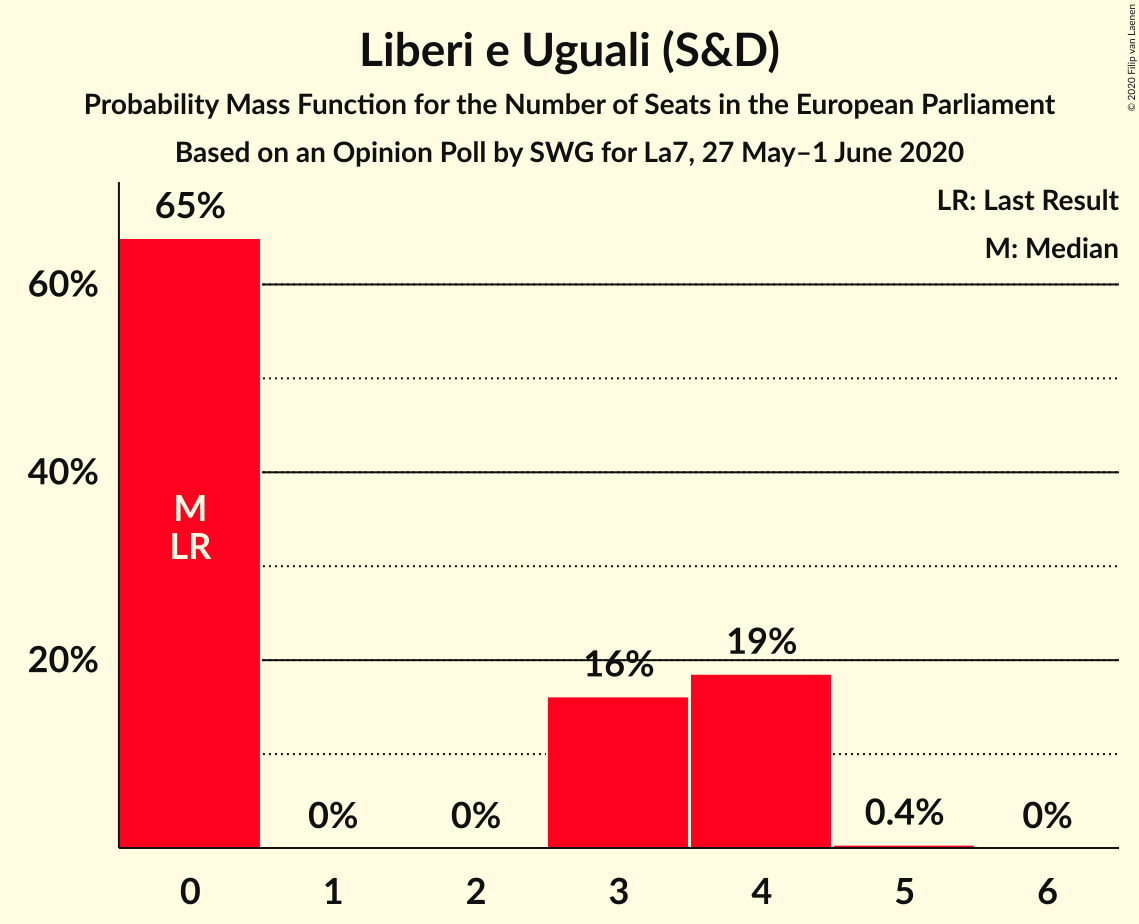 Liberi e Uguali (S&D)
Probability Mass Function for the Number of Seats in the European Parliament
Based on an Opinion Poll by SWG for La7, 27 May–1 June 2020
© 2020 Filip van Laenen
LR: Last Result
M: Median
65%
60%
40%
M
LR
20%
16%
19%
0%
0%
0.4%
0%
0
1
2
3
4
5
6